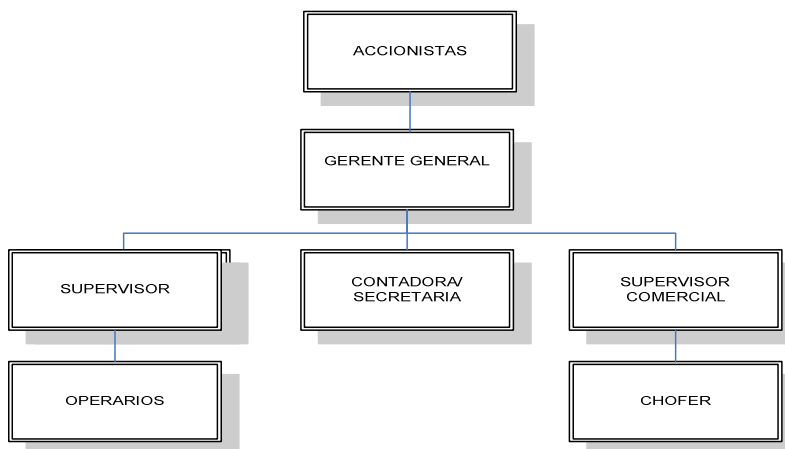 ACCIONISTAS
GERENTE GENERAL
SUPERVISOR
CONTADORA/
SECRETARIA
SUPERVISOR
COMERCIAL
OPERARIOS
CHOFER